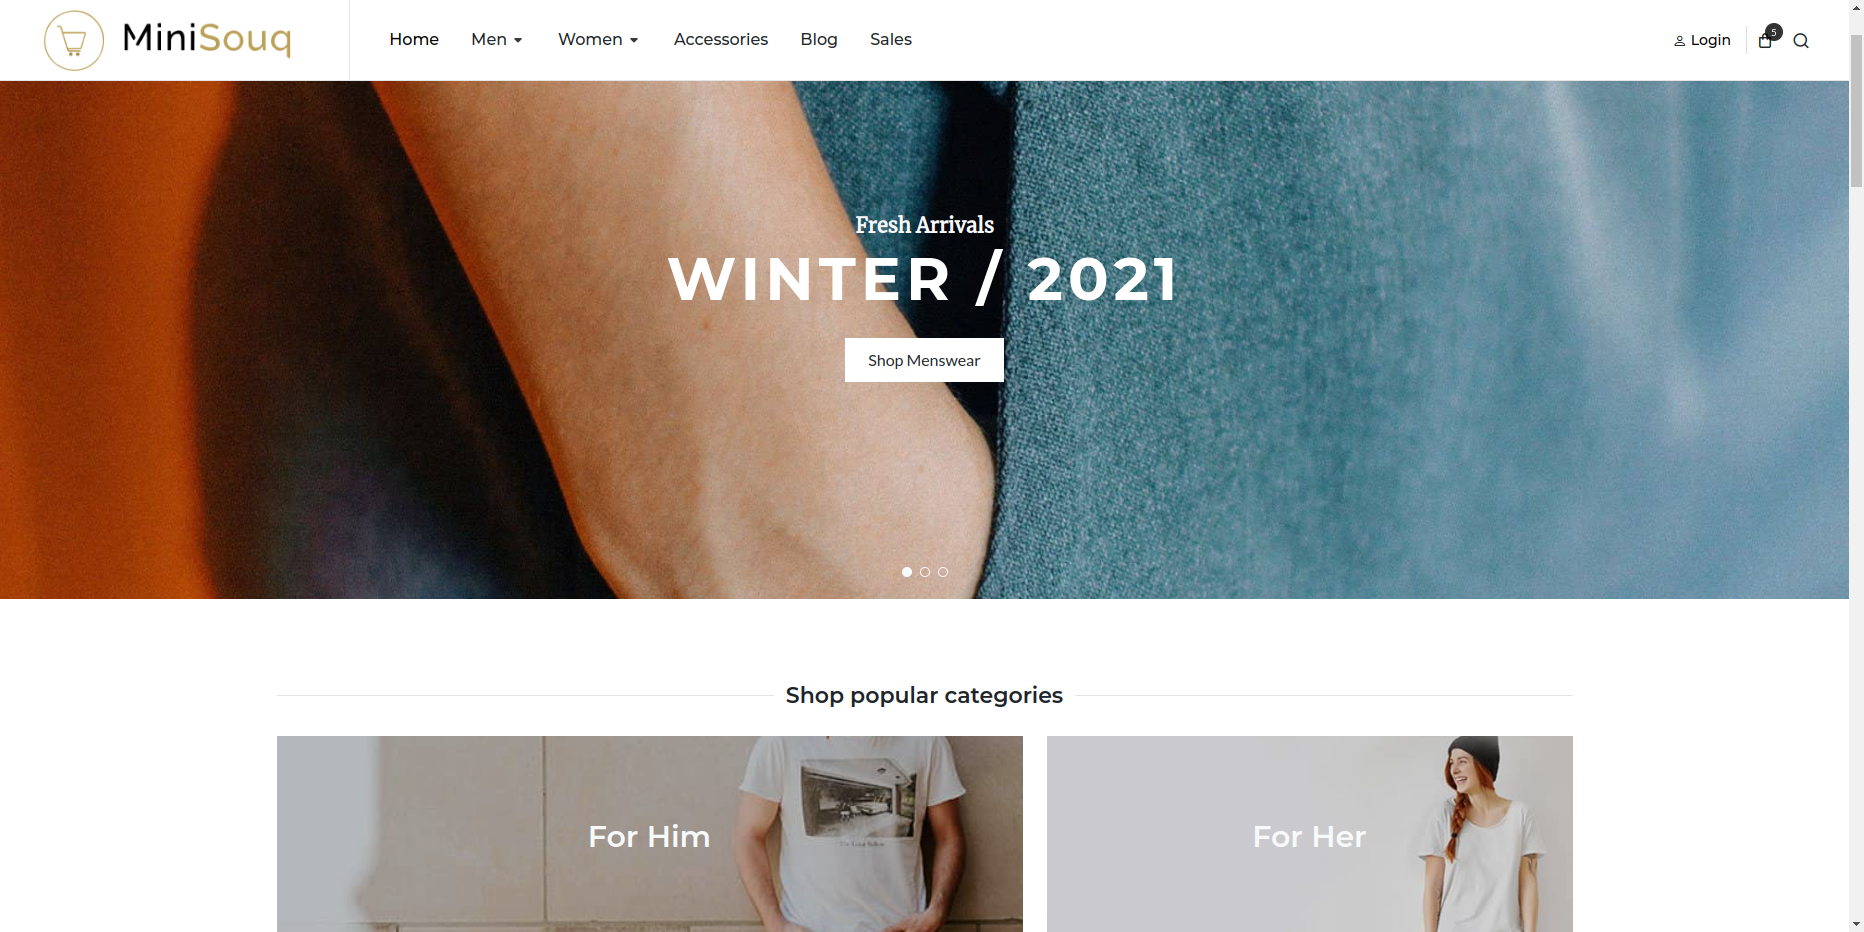 MiniSouq
Home Men Women Accessories Blog Sales
Login 5
Fresh Arrivals
WINTER / 2021
Shop Menswear
Shop popular categories
For Him
For Her